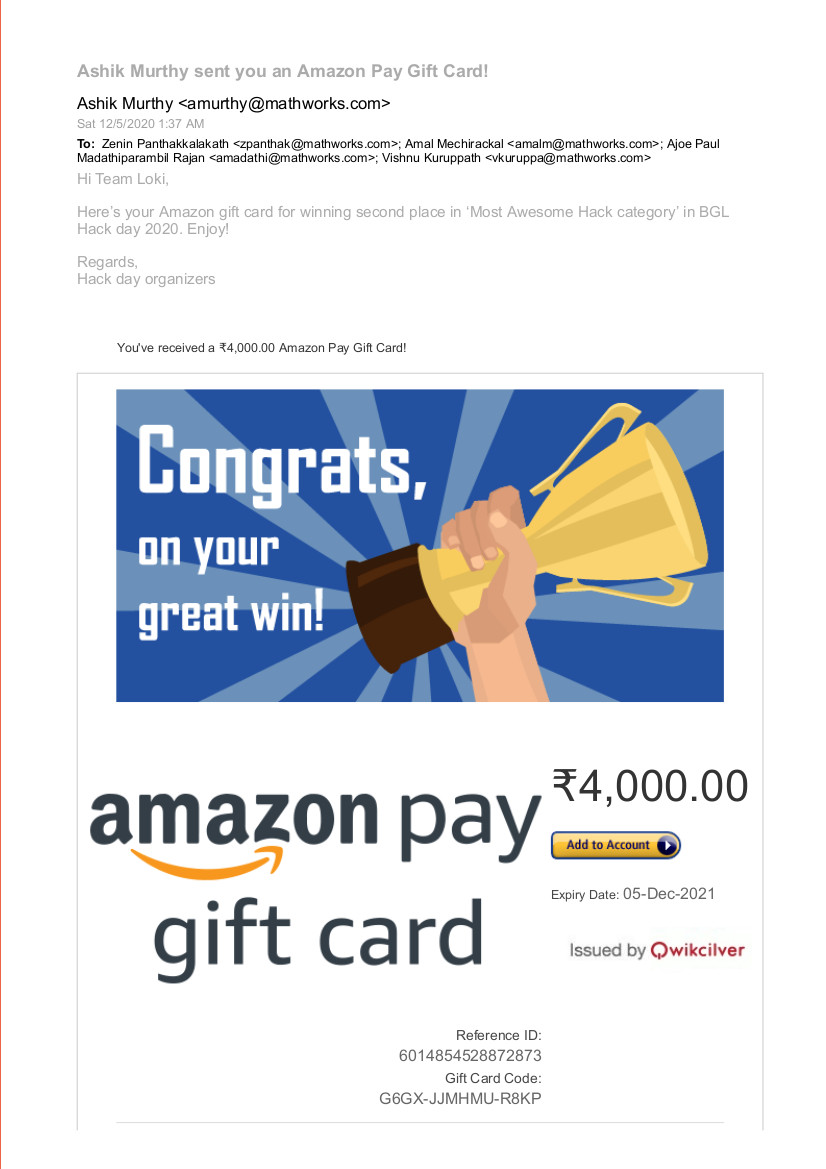 Ashik Murthy sent you an Amazon Pay Gift Card!
Ashik Murthy <amurthy@mathworks.com>
Sat 12/5/2020 1:37 AM
To: Zenin Panthakkalakath <zpanthak@mathworks.com>; Amal Mechirackal <amalm@mathworks.com>; Ajoe Paul
Madathiparambil Rajan <amadathi@mathworks.com>; Vishnu Kuruppath <vkuruppa@mathworks.com>
Hi Team Loki,
Here's your Amazon gift card for winning second place in ‘Most Awesome Hack category’ in BGL
Hack day 2020. Enjoy!
Regards,
Hack day organizers
You've received a ₹4,000.00 Amazon Pay Gift Card!
Congrats,
on your
great win!
amazon pay
gift card
₹4,000.00
Add to Account
Expiry Date: 05-Dec-2021
Issued by Qwikcilver
Reference ID:
6014854528872873
Gift Card Code:
G6GX-JJMHMU-R8KP